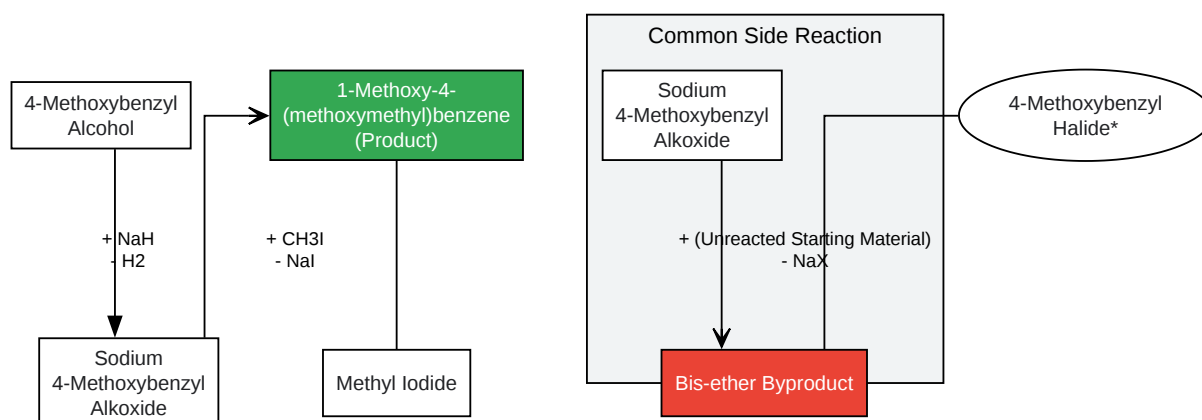 4-Methoxybenzyl
Alcohol
1-Methoxy-4-
(methoxymethyl)benzene
(Product)
+ NaH
- H2
+ CH3I
- NaI
Sodium
4-Methoxybenzyl
Alkoxide
Methyl Iodide
Common Side Reaction
Sodium
4-Methoxybenzyl
Alkoxide
4-Methoxybenzyl
Halide*
+ (Unreacted Starting Material)
- NaX
Bis-ether Byproduct